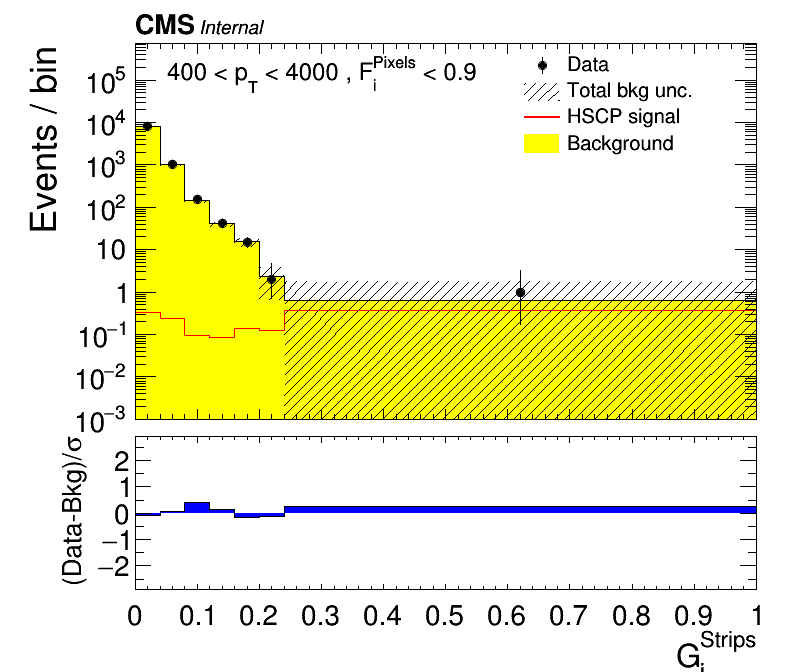 CMS Internal
400 < p_T < 4000 , F_i^Pixels < 0.9
Data
Total bkg unc.
HSCP signal
Background
Events / bin
10^5
10^4
10^3
10^2
10
1
10^−1
10^−2
10^−3
(Data-Bkg)/σ
2
1
0
−1
−2
0 0.1 0.2 0.3 0.4 0.5 0.6 0.7 0.8 0.9 1
G_i^Strips